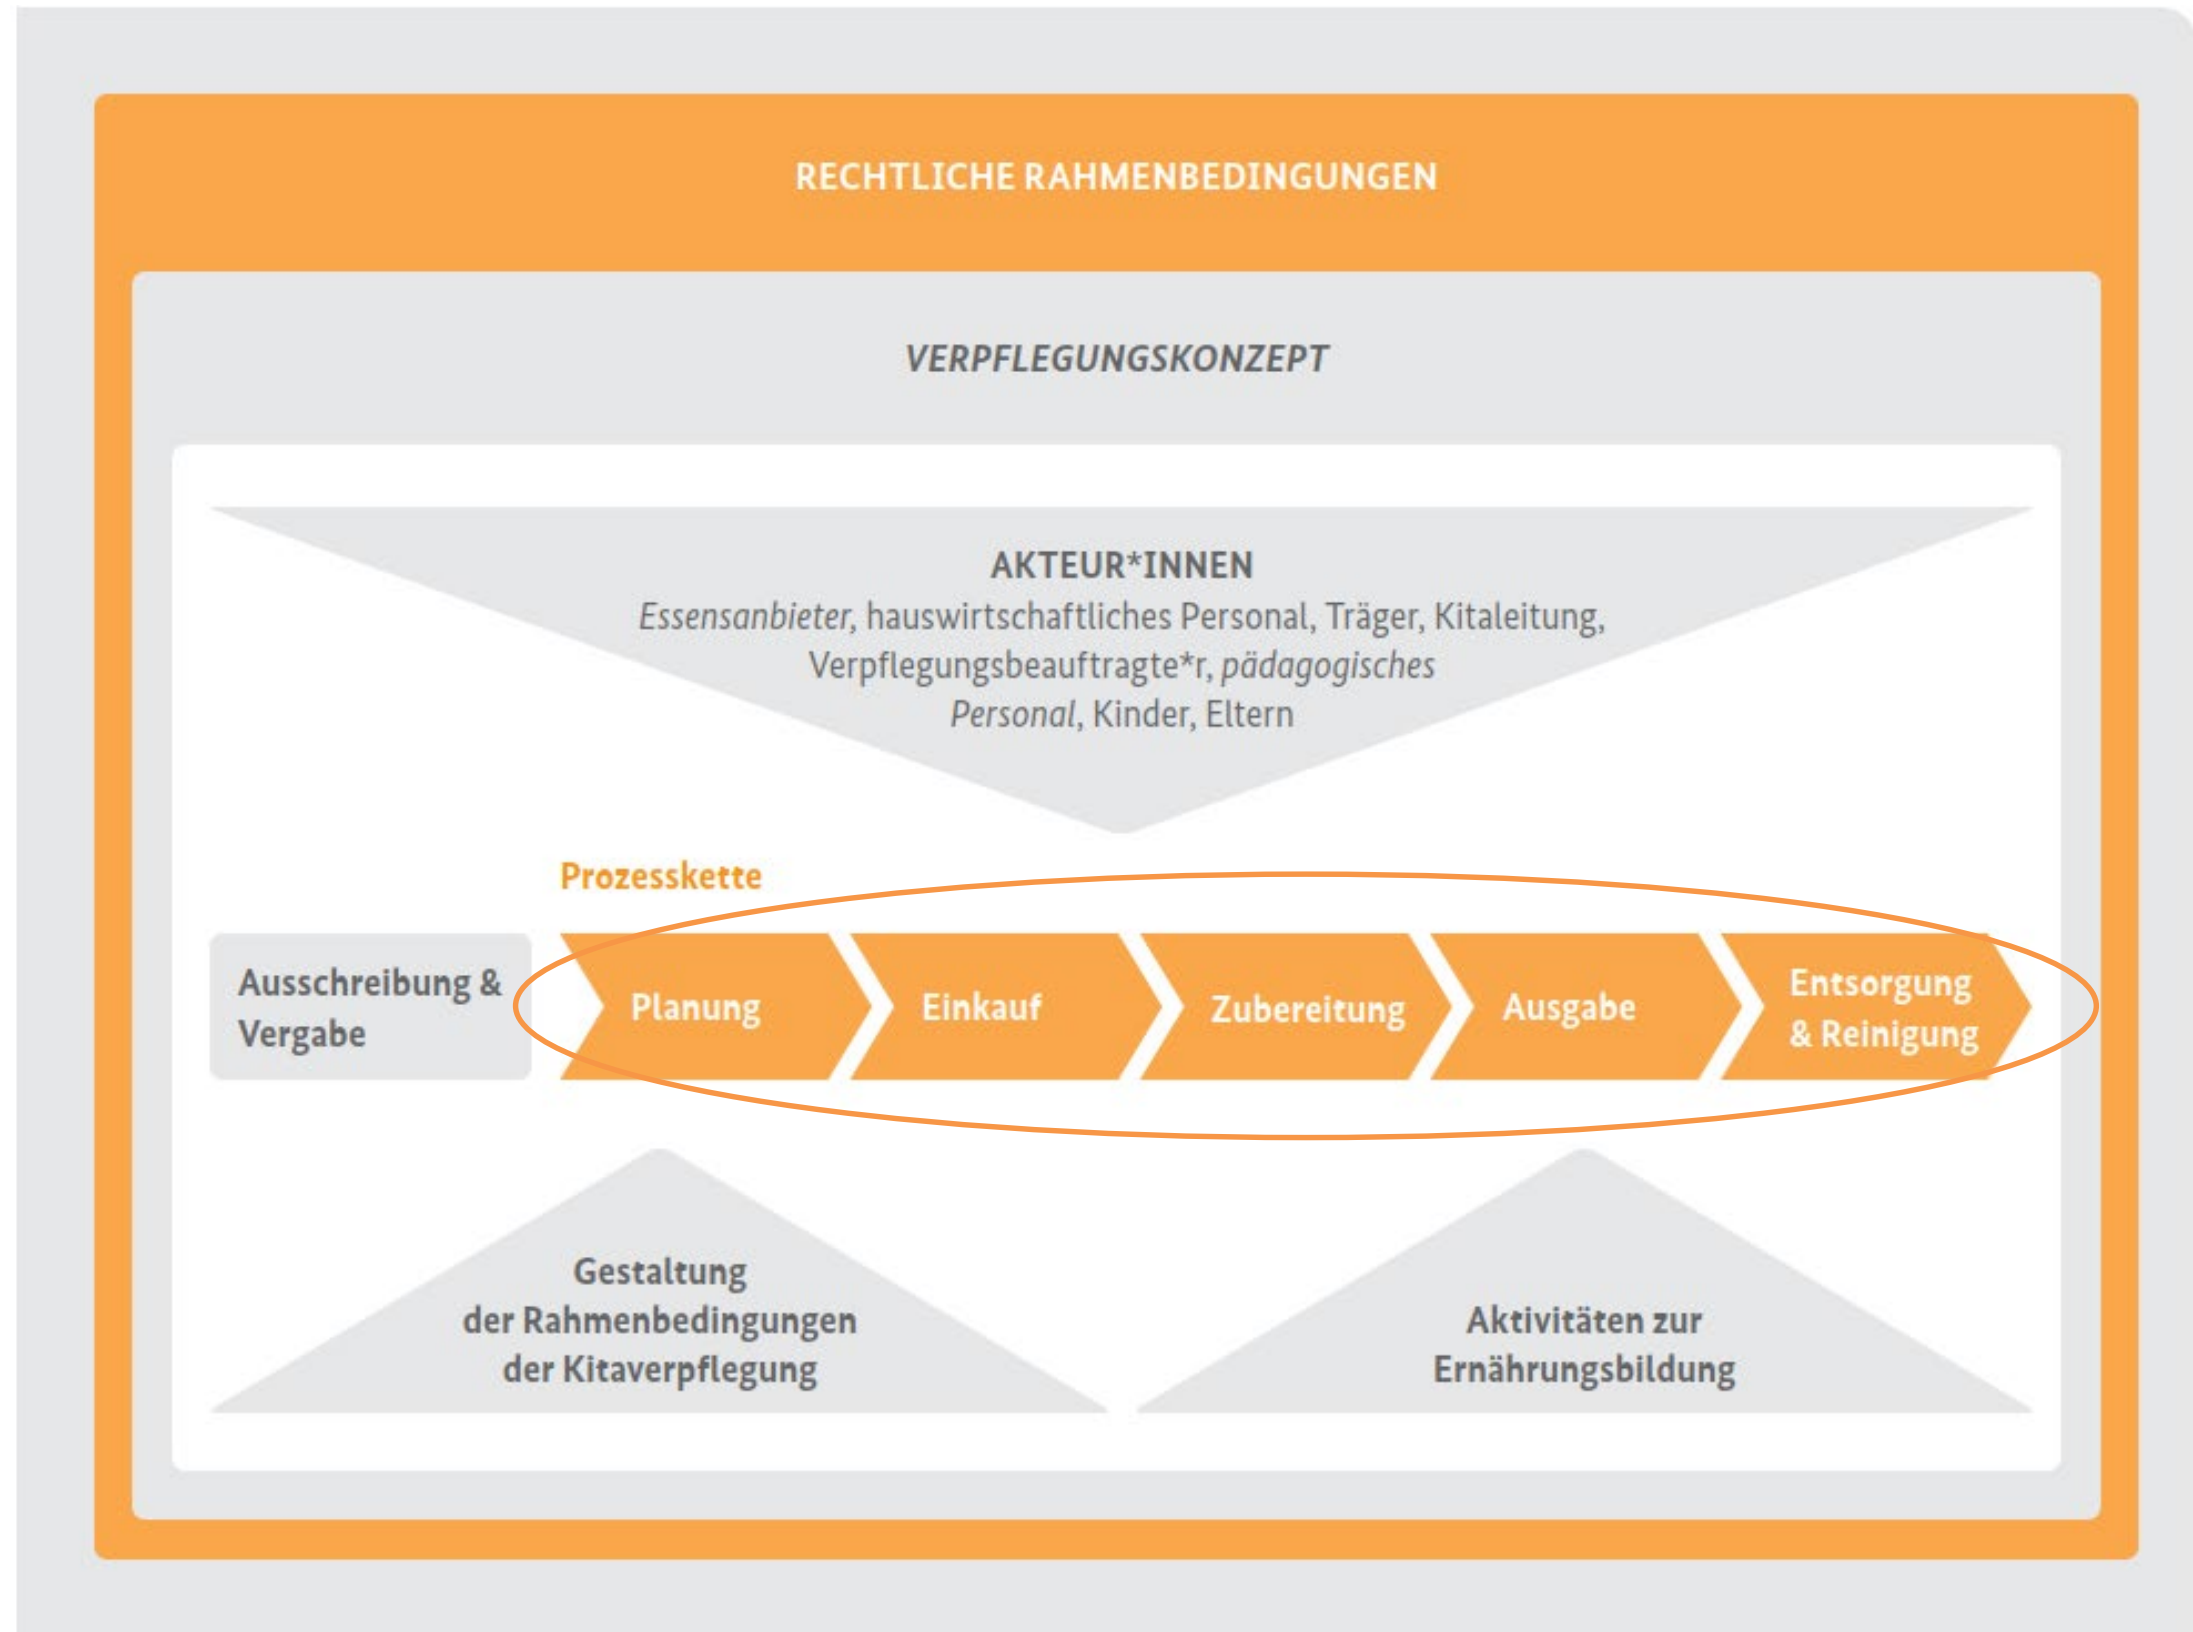 RECHTLICHE RAHMENBEDINGUNGEN
VERPFLEGUNGSKONZEPT
AKTEUR*INNEN
Essensanbieter, hauswirtschaftliches Personal, Träger, Kitaleitung,
Verpflegungsbeauftragte*r, pädagogisches
Personal, Kinder, Eltern
Prozesskette
Ausschreibung &
Vergabe
Planung
Einkauf
Zubereitung
Ausgabe
Entsorgung
& Reinigung
Gestaltung
der Rahmenbedingungen
der Kitaverpflegung
Aktivitäten zur
Ernährungsbildung